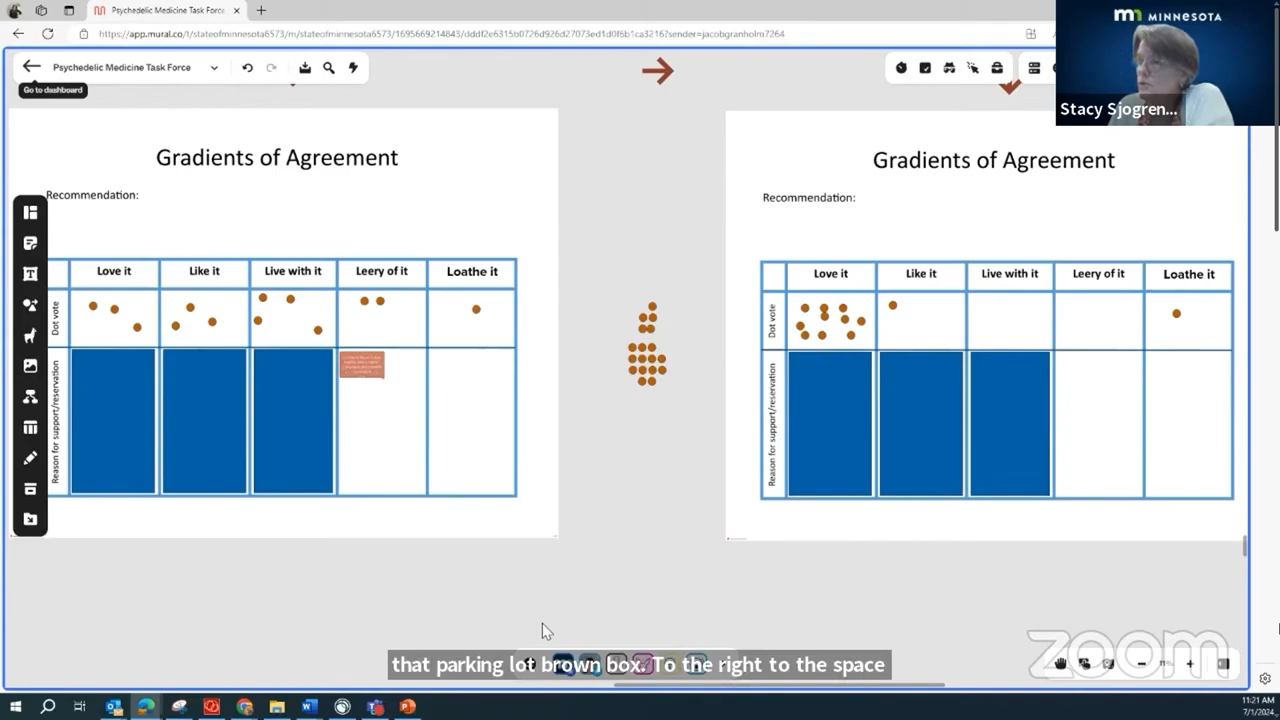 Psychedelic Medicine Task Force
https://app.mural.co/t/stateofminnesota6573/m/stateofminnesota6573/1695669214843/dddf2e6315b0726d926d27073ed1d0f6b1ca3216?sender=jacobgranholm7264
Psychedelic Medicine Task Force
Go to dashboard
MINNESOTA
Stacy Sjogren...
Gradients of Agreement
Recommendation:
Love it
Like it
Live with it
Leery of it
Loathe it
Dot vote
Reason for support/reservation
Gradients of Agreement
Recommendation:
Love it
Like it
Live with it
Leery of it
Loathe it
Dot vote
Reason for support/reservation
that parking lot brown box. To the right to the space
zoom
11:21 AM
7/1/2024